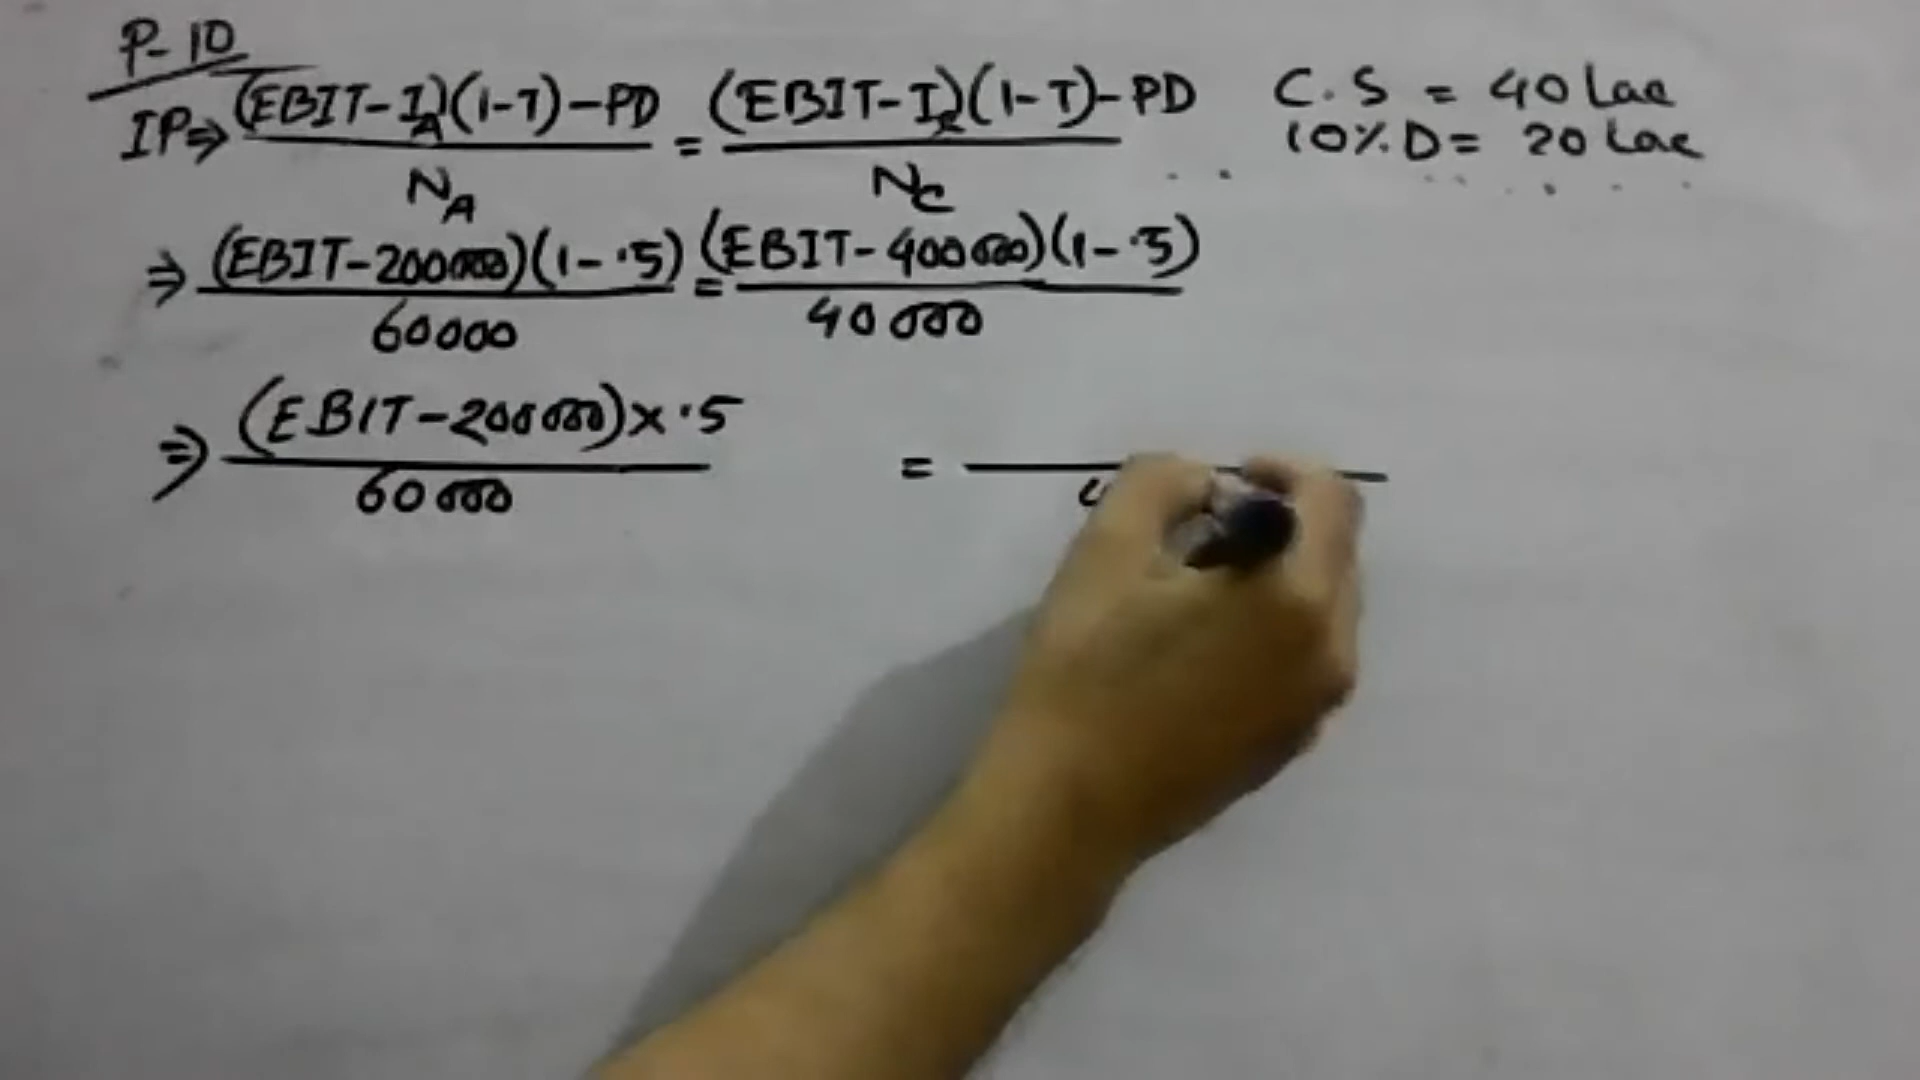 P-10
IP⇒ (EBIT-I_A)(1-T)-PD / N_A = (EBIT-I_C)(1-T)-PD / N_C
C.S = 40 Lac
10% D = 20 Lac
⇒ (EBIT-200000)(1-.5) / 60000 = (EBIT-400000)(1-.5) / 40000
⇒ (EBIT-200000)x.5 / 60000 =